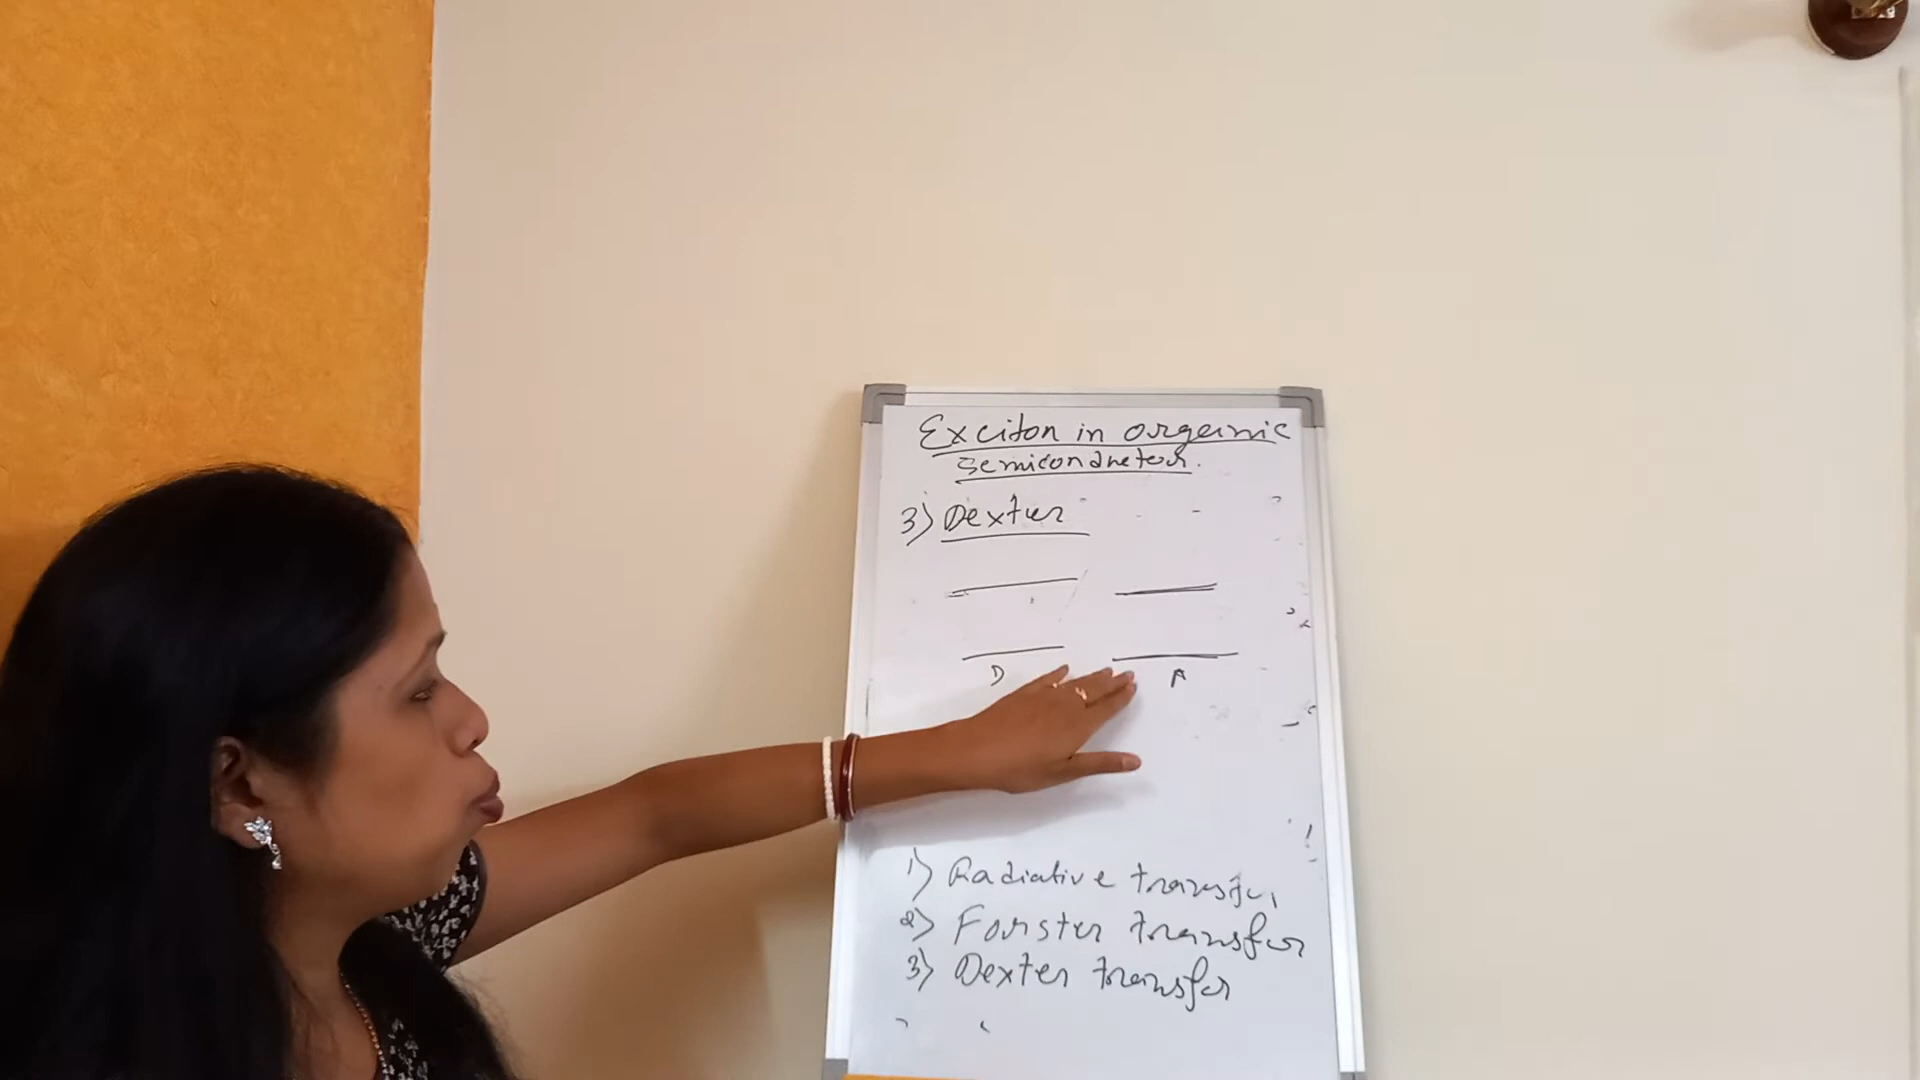 Exciton in organic
semiconductor.
3) Dexter
D A
1) Radiative transfer
2) Forster transfer
3) Dexter transfer